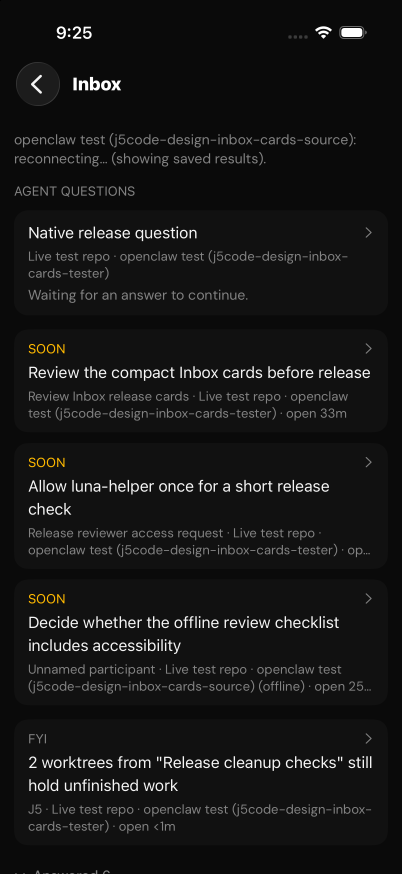 9:25
Inbox
openclaw test (j5code-design-inbox-cards-source):
reconnecting... (showing saved results).
AGENT QUESTIONS
Native release question
Live test repo · openclaw test (j5code-design-inbox-
cards-tester)
Waiting for an answer to continue.
SOON
Review the compact Inbox cards before release
Review Inbox release cards · Live test repo · openclaw
test (j5code-design-inbox-cards-tester) · open 33m
SOON
Allow luna-helper once for a short release
check
Release reviewer access request · Live test repo ·
openclaw test (j5code-design-inbox-cards-tester) · op...
SOON
Decide whether the offline review checklist
includes accessibility
Unnamed participant · Live test repo · openclaw test
(j5code-design-inbox-cards-source) (offline) · open 25...
FYI
2 worktrees from "Release cleanup checks" still
hold unfinished work
J5 · Live test repo · openclaw test (j5code-design-inbox-
cards-tester) · open <1m